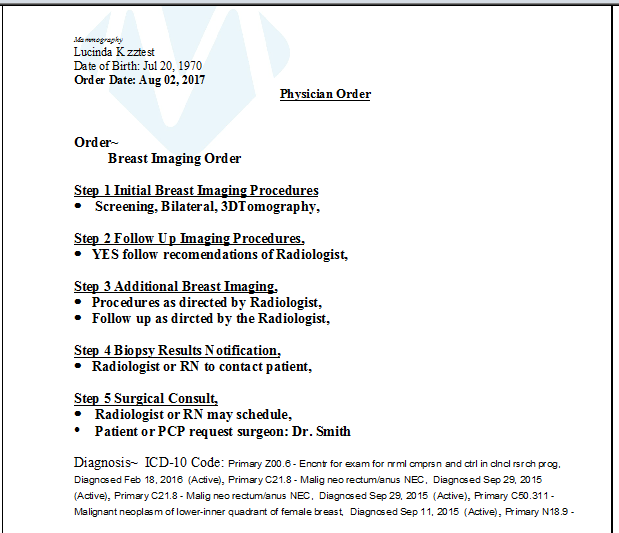 Mammography
Lucinda K zztest
Date of Birth: Jul 20, 1970
Order Date: Aug 02, 2017
Physician Order
Order~
Breast Imaging Order
Step 1 Initial Breast Imaging Procedures
• Screening, Bilateral, 3DTomography,
Step 2 Follow Up Imaging Procedures,
• YES follow recomendations of Radiologist,
Step 3 Additional Breast Imaging,
• Procedures as directed by Radiologist,
• Follow up as dircted by the Radiologist,
Step 4 Biopsy Results Notification,
• Radiologist or RN to contact patient,
Step 5 Surgical Consult,
• Radiologist or RN may schedule,
• Patient or PCP request surgeon: Dr. Smith
Diagnosis~ ICD-10 Code: Primary Z00.6 - Encntr for exam for nrml cmprsn and ctrl in clncl rsrch prog,
Diagnosed Feb 18, 2016 (Active), Primary C21.8 - Malig neo rectum/anus NEC, Diagnosed Sep 29, 2015
(Active), Primary C21.8 - Malig neo rectum/anus NEC, Diagnosed Sep 29, 2015 (Active), Primary C50.311 -
Malignant neoplasm of lower-inner quadrant of female breast, Diagnosed Sep 11, 2015 (Active), Primary N18.9 -